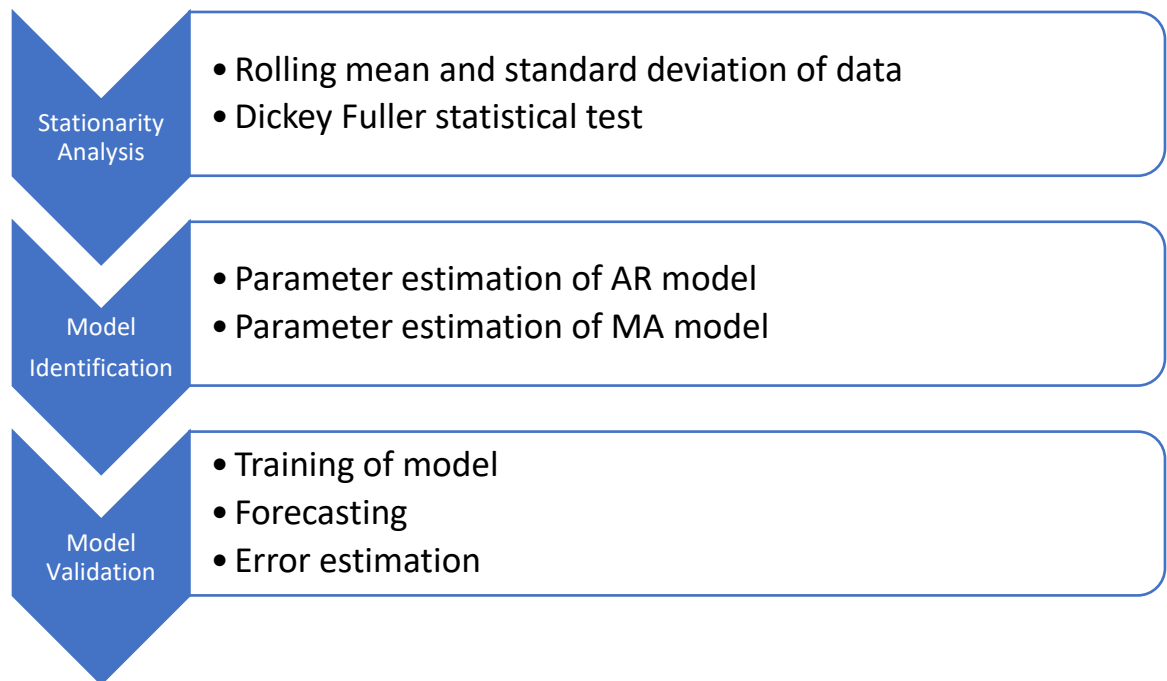 Stationarity
Analysis
• Rolling mean and standard deviation of data
• Dickey Fuller statistical test
Model
Identification
• Parameter estimation of AR model
• Parameter estimation of MA model
Model
Validation
• Training of model
• Forecasting
• Error estimation